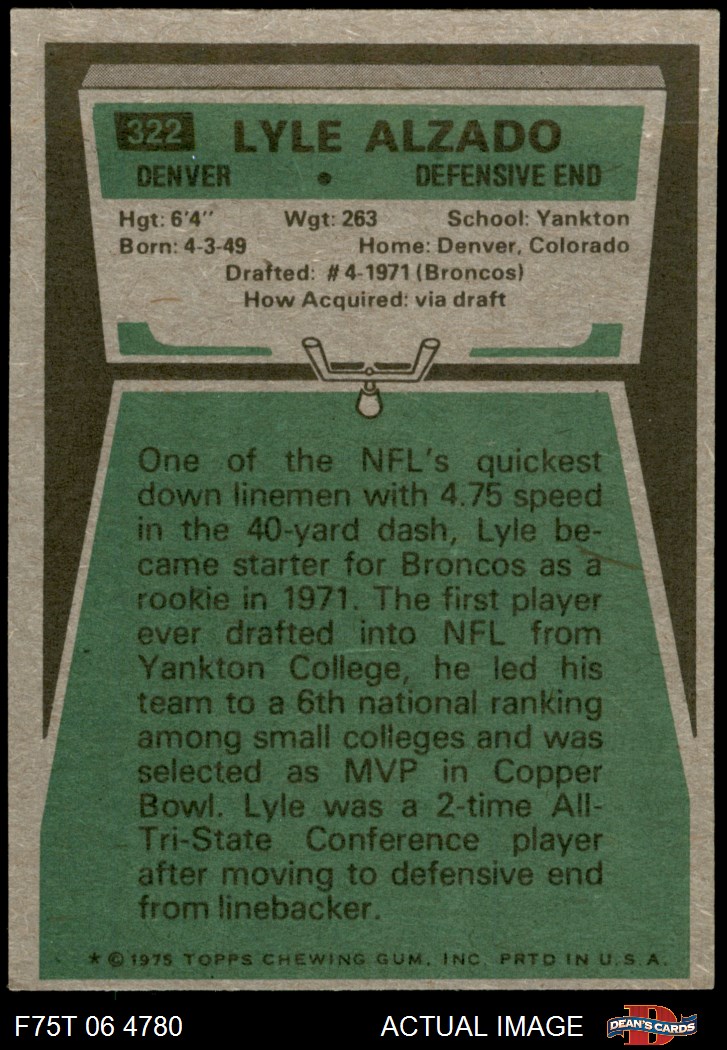 322 LYLE ALZADO
DENVER • DEFENSIVE END
Hgt: 6'4" Wgt: 263 School: Yankton
Born: 4-3-49 Home: Denver, Colorado
Drafted: #4-1971 (Broncos)
How Acquired: via draft
One of the NFL's quickest
down linemen with 4.75 speed
in the 40-yard dash, Lyle be-
came starter for Broncos as a
rookie in 1971. The first player
ever drafted into NFL from
Yankton College, he led his
team to a 6th national ranking
among small colleges and was
selected as MVP in Copper
Bowl. Lyle was a 2-time All-
Tri-State Conference player
after moving to defensive end
from linebacker.
* © 1975 TOPPS CHEWING GUM, INC. PRTD IN U.S.A.
F75T 06 4780 ACTUAL IMAGE D DEAN'S CARDS